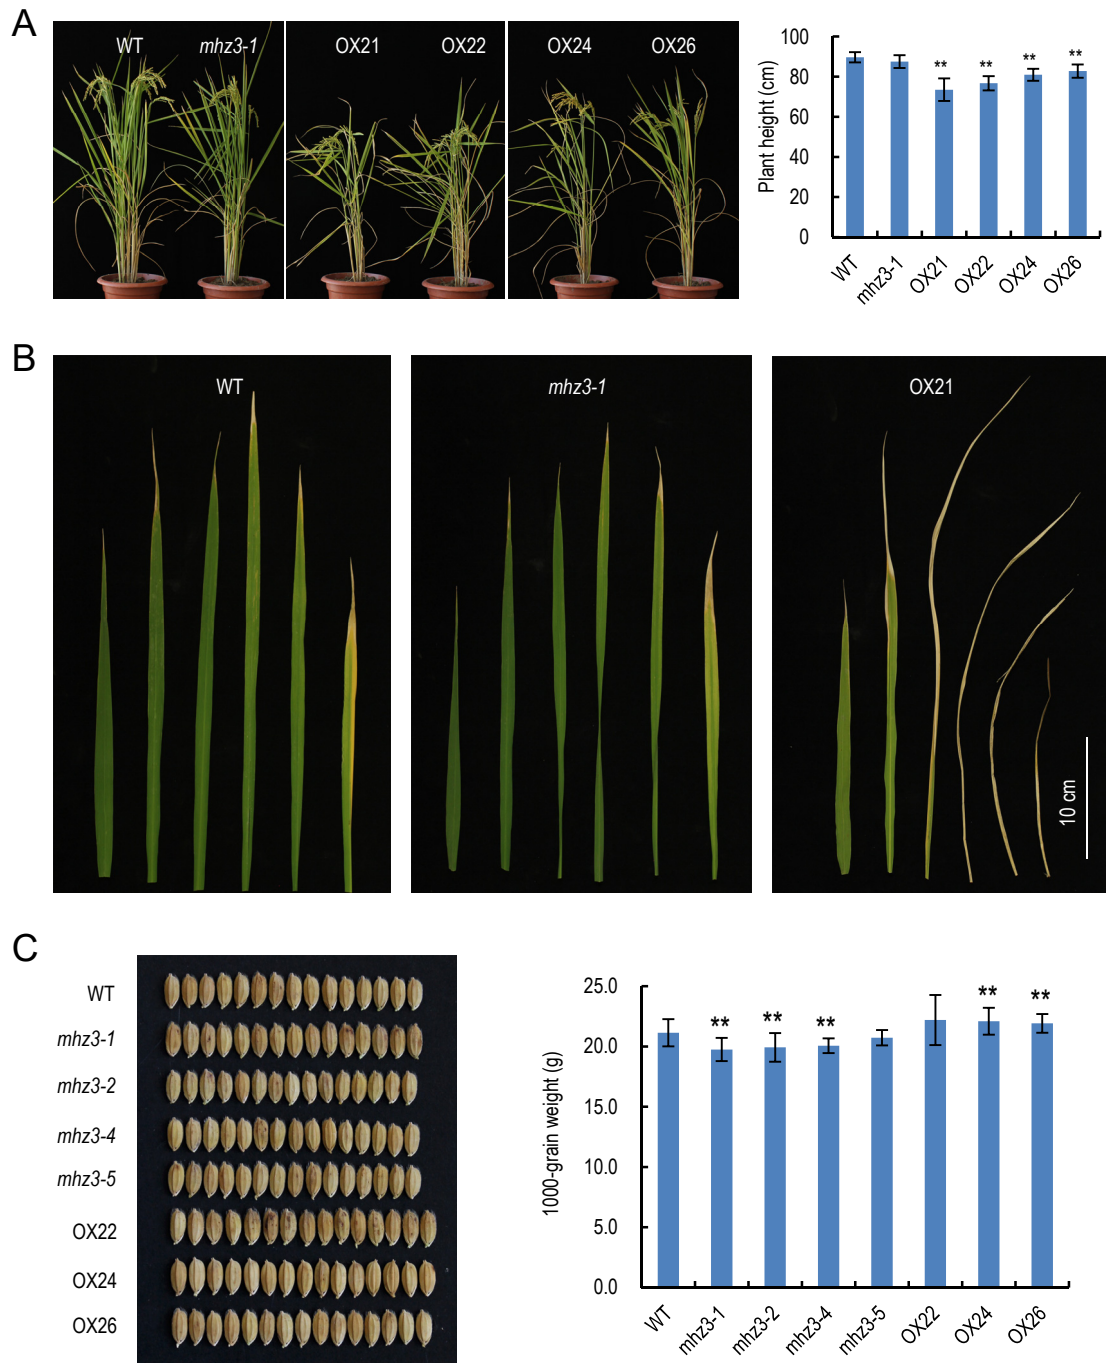 A
WT
mhz3-1
OX21
OX22
OX24
OX26
Plant height (cm)
100
80
60
40
20
0
**
**
**
**
WT
mhz3-1
OX21
OX22
OX24
OX26
B
WT
mhz3-1
OX21
10 cm
C
WT
mhz3-1
mhz3-2
mhz3-4
mhz3-5
OX22
OX24
OX26
1000-grain weight (g)
25.0
20.0
15.0
10.0
5.0
0.0
**
**
**
**
**
WT
mhz3-1
mhz3-2
mhz3-4
mhz3-5
OX22
OX24
OX26